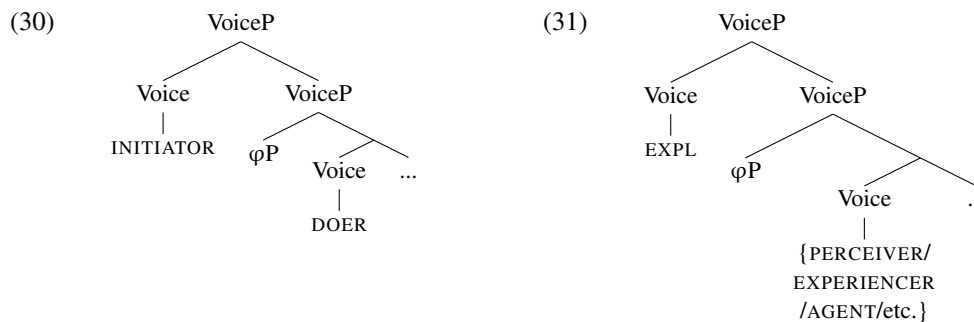 (30)
VoiceP
Voice VoiceP
INITIATOR φP
Voice ...
DOER
(31)
VoiceP
Voice VoiceP
EXPL φP
Voice .
{PERCEIVER/
EXPERIENCER
/AGENT/etc.}